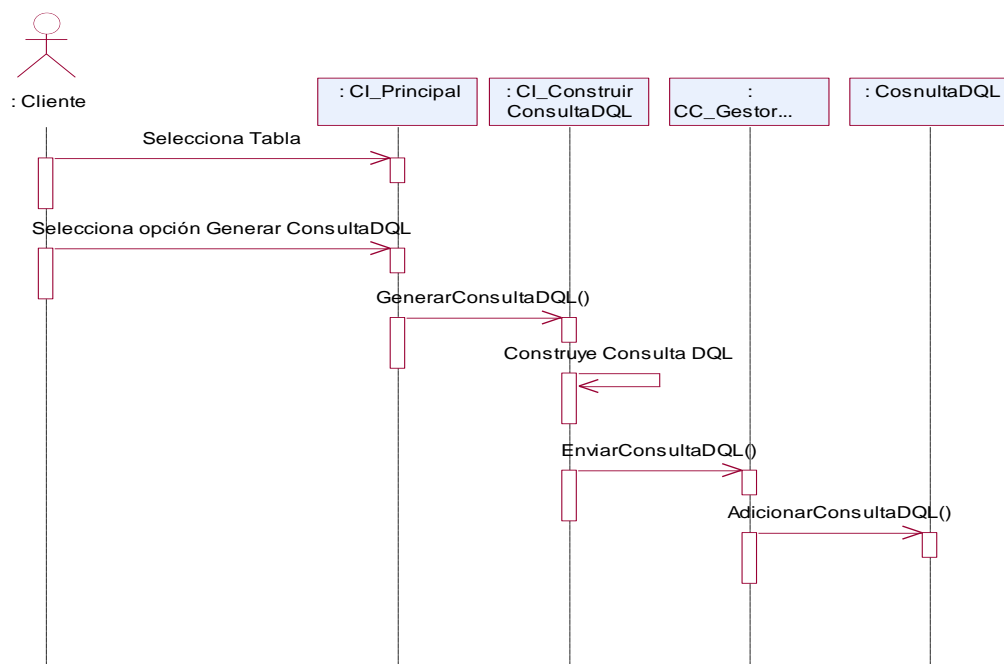 : Cliente
: CI_Principal
: CI_Construir
ConsultaDQL
:
CC_Gestor...
: CosnultaDQL
Selecciona Tabla
Selecciona opción Generar ConsultaDQL
GenerarConsultaDQL()
Construye Consulta DQL
EnviarConsultaDQL()
AdicionarConsultaDQL()